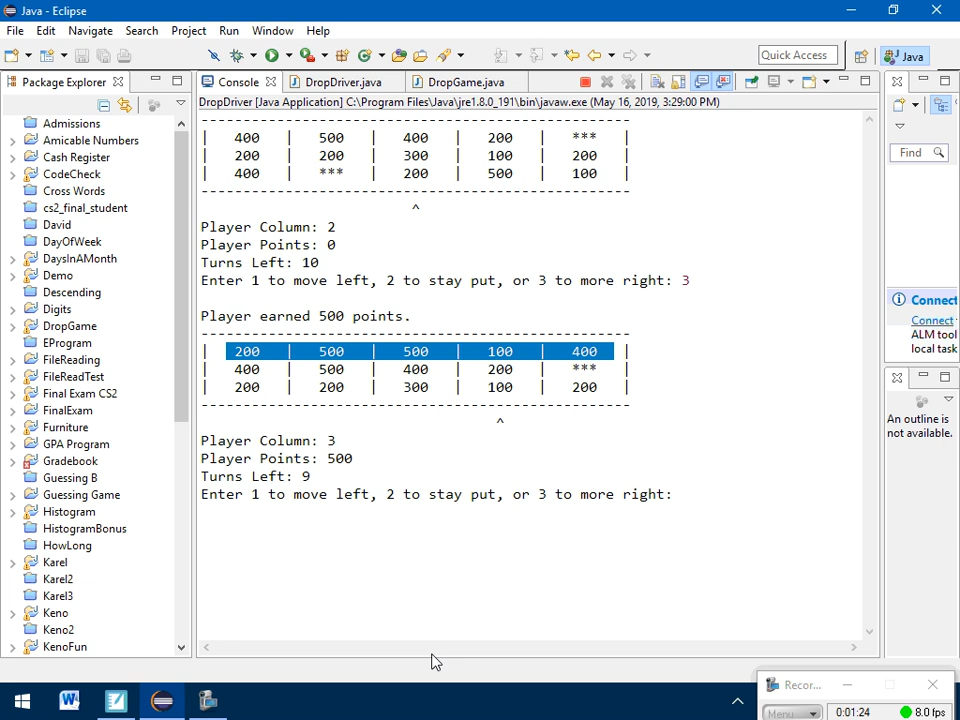 Java - Eclipse
File Edit Navigate Search Project Run Window Help
Quick Access
Java
Package Explorer
Console DropDriver.java DropGame.java
DropDriver [Java Application] C:\Program Files\Java\jre1.8.0_191\bin\javaw.exe (May 16, 2019, 3:29:00 PM)
Admissions
Amicable Numbers
Cash Register
CodeCheck
Cross Words
cs2_final_student
David
DayOfWeek
DaysInAMonth
Demo
Descending
Digits
DropGame
EProgram
FileReading
FileReadTest
Final Exam CS2
FinalExam
Furniture
GPA Program
Gradebook
Guessing B
Guessing Game
Histogram
HistogramBonus
HowLong
Karel
Karel2
Karel3
Keno
Keno2
KenoFun
---------------------------------------------------
| 400 | 500 | 400 | 200 | *** |
| 200 | 200 | 300 | 100 | 200 |
| 400 | *** | 200 | 500 | 100 |
---------------------------------------------------
^
Player Column: 2
Player Points: 0
Turns Left: 10
Enter 1 to move left, 2 to stay put, or 3 to more right: 3
Player earned 500 points.
---------------------------------------------------
| 200 | 500 | 500 | 100 | 400 |
| 400 | 500 | 400 | 200 | *** |
| 200 | 200 | 300 | 100 | 200 |
---------------------------------------------------
^
Player Column: 3
Player Points: 500
Turns Left: 9
Enter 1 to move left, 2 to stay put, or 3 to more right:
Find
Connect
Connect
ALM tool
local task
An outline is
not available.
Recor...
Menu
0:01:24 8.0 fps